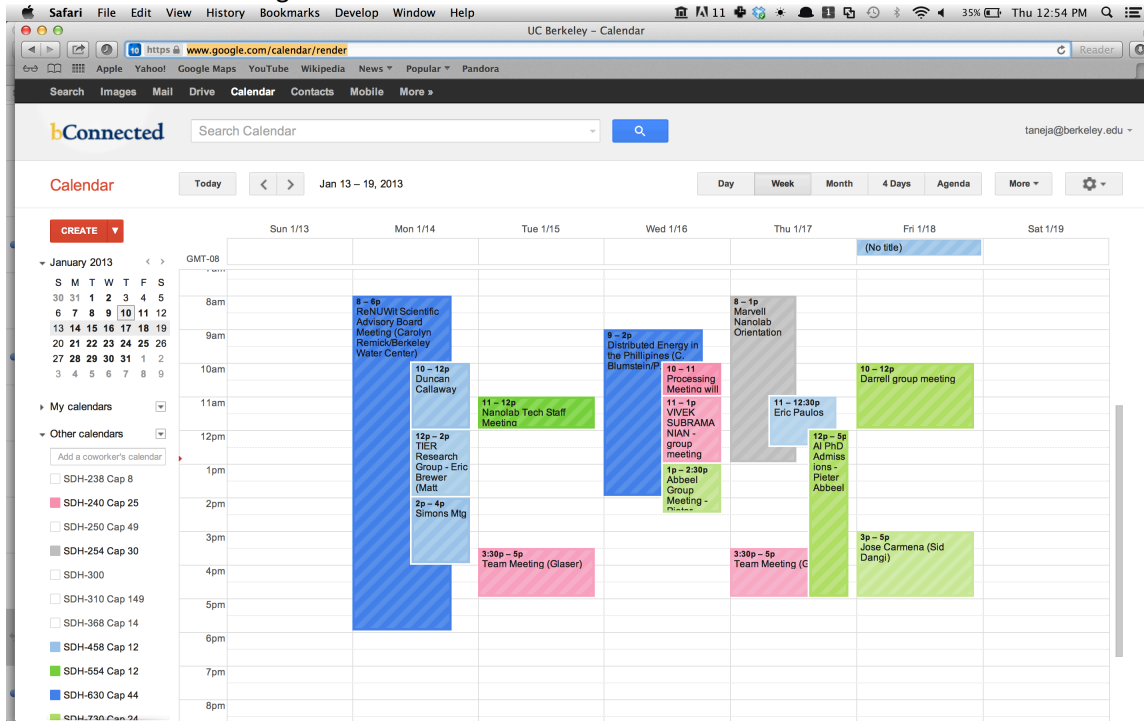 Safari File Edit View History Bookmarks Develop Window Help 11 1 35% Thu 12:54 PM
UC Berkeley – Calendar
10 https www.google.com/calendar/render Reader
Apple Yahoo! Google Maps YouTube Wikipedia News Popular Pandora
Search Images Mail Drive Calendar Contacts Mobile More »
bConnected Search Calendar taneja@berkeley.edu
Calendar Today < > Jan 13 – 19, 2013 Day Week Month 4 Days Agenda More
CREATE
January 2013 < >
S M T W T F S
30 31 1 2 3 4 5
6 7 8 9 10 11 12
13 14 15 16 17 18 19
20 21 22 23 24 25 26
27 28 29 30 31 1 2
3 4 5 6 7 8 9
My calendars
Other calendars
Add a coworker's calendar
SDH-238 Cap 8
SDH-240 Cap 25
SDH-250 Cap 49
SDH-254 Cap 30
SDH-300
SDH-310 Cap 149
SDH-368 Cap 14
SDH-458 Cap 12
SDH-554 Cap 12
SDH-630 Cap 44
SDH-730 Cap 24
Sun 1/13 Mon 1/14 Tue 1/15 Wed 1/16 Thu 1/17 Fri 1/18 Sat 1/19
GMT-08
(No title)
8am
9am
10am
11am
12pm
1pm
2pm
3pm
4pm
5pm
6pm
7pm
8pm
8 – 6p
ReNUWit Scientific
Advisory Board
Meeting (Carolyn
Remick/Berkeley
Water Center)
10 – 12p
Duncan
Callaway
12p – 2p
TIER
Research
Group - Eric
Brewer
(Matt
2p – 4p
Simons Mtg
11 – 12p
Nanolab Tech Staff
Meeting
3:30p – 5p
Team Meeting (Glaser)
9 – 2p
Distributed Energy in
the Phillipines (C.
Blumstein/P.
10 – 11
Processing
Meeting will
11 – 1p
VIVEK
SUBRAMA
NIAN -
group
meeting
1p – 2:30p
Abbeel
Group
Meeting -
Pieter
8 – 1p
Marvell
Nanolab
Orientation
11 – 12:30p
Eric Paulos
12p – 5p
AI PhD
Admiss
ions -
Pieter
Abbeel
3:30p – 5p
Team Meeting (G
10 – 12p
Darrell group meeting
3p – 5p
Jose Carmena (Sid
Dangi)